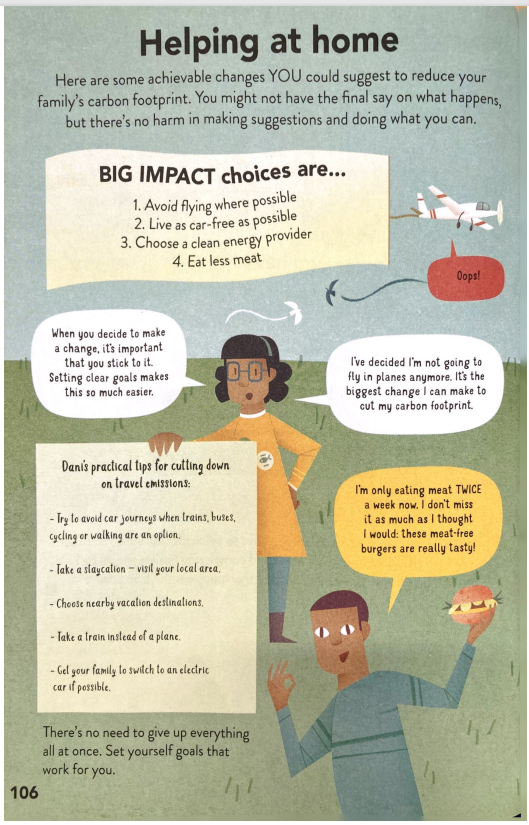 Helping at home
Here are some achievable changes YOU could suggest to reduce your
family's carbon footprint. You might not have the final say on what happens,
but there's no harm in making suggestions and doing what you can.
BIG IMPACT choices are...
1. Avoid flying where possible
2. Live as car-free as possible
3. Choose a clean energy provider
4. Eat less meat
Oops!
When you decide to make
a change, it's important
that you stick to it.
Setting clear goals makes
this so much easier.
I've decided I'm not going to
fly in planes anymore. It's the
biggest change I can make to
cut my carbon footprint.
Dani's practical tips for cutting down
on travel emissions:
- Try to avoid car journeys when trains, buses,
cycling or walking are an option.
- Take a staycation – visit your local area.
- Choose nearby vacation destinations.
- Take a train instead of a plane.
- Get your family to switch to an electric
car if possible.
I'm only eating meat TWICE
a week now. I don't miss
it as much as I thought
I would: these meat-free
burgers are really tasty!
There's no need to give up everything
all at once. Set yourself goals that
work for you.
106